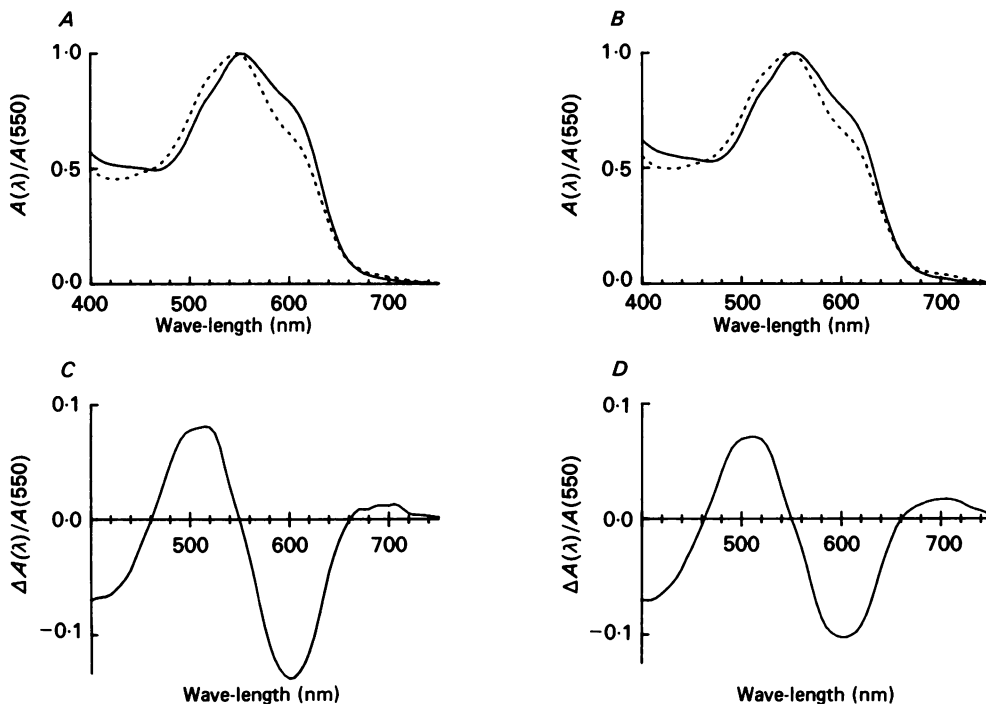 A
1·0
0·5
0·0
A(λ)/A(550)
400 500 600 700
Wave-length (nm)
B
1·0
0·5
0·0
A(λ)/A(550)
400 500 600 700
Wave-length (nm)
C
0·1
0·0
−0·1
ΔA(λ)/A(550)
500 600 700
Wave-length (nm)
D
0·1
0·0
−0·1
ΔA(λ)/A(550)
500 600 700
Wave-length (nm)